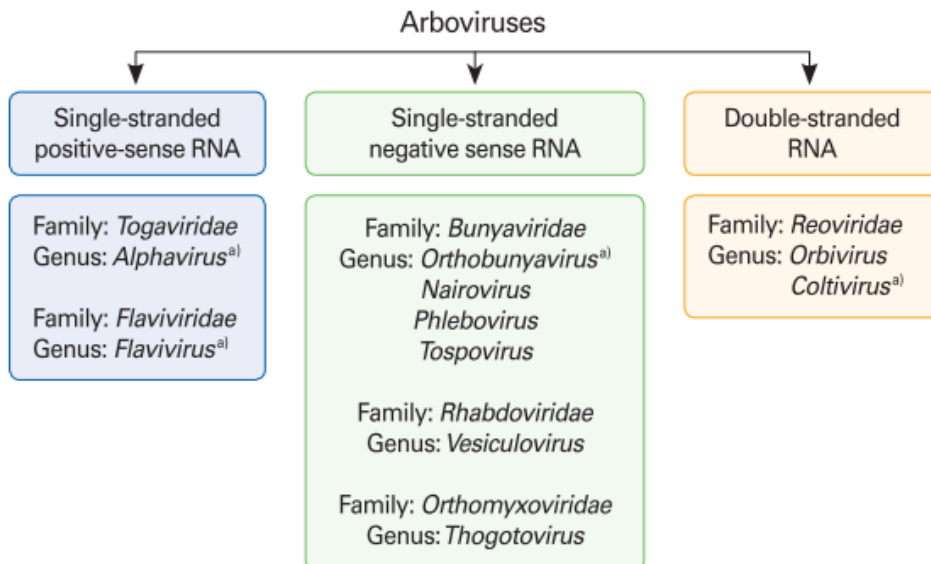 Arboviruses
Single-stranded
positive-sense RNA
Single-stranded
negative sense RNA
Double-stranded
RNA
Family: Togaviridae
Genus: Alphavirusᵃ⁾
Family: Flaviviridae
Genus: Flavivirusᵃ⁾
Family: Bunyaviridae
Genus: Orthobunyavirusᵃ⁾
Nairovirus
Phlebovirus
Tospovirus
Family: Rhabdoviridae
Genus: Vesiculovirus
Family: Orthomyxoviridae
Genus: Thogotovirus
Family: Reoviridae
Genus: Orbivirus
Coltivirusᵃ⁾